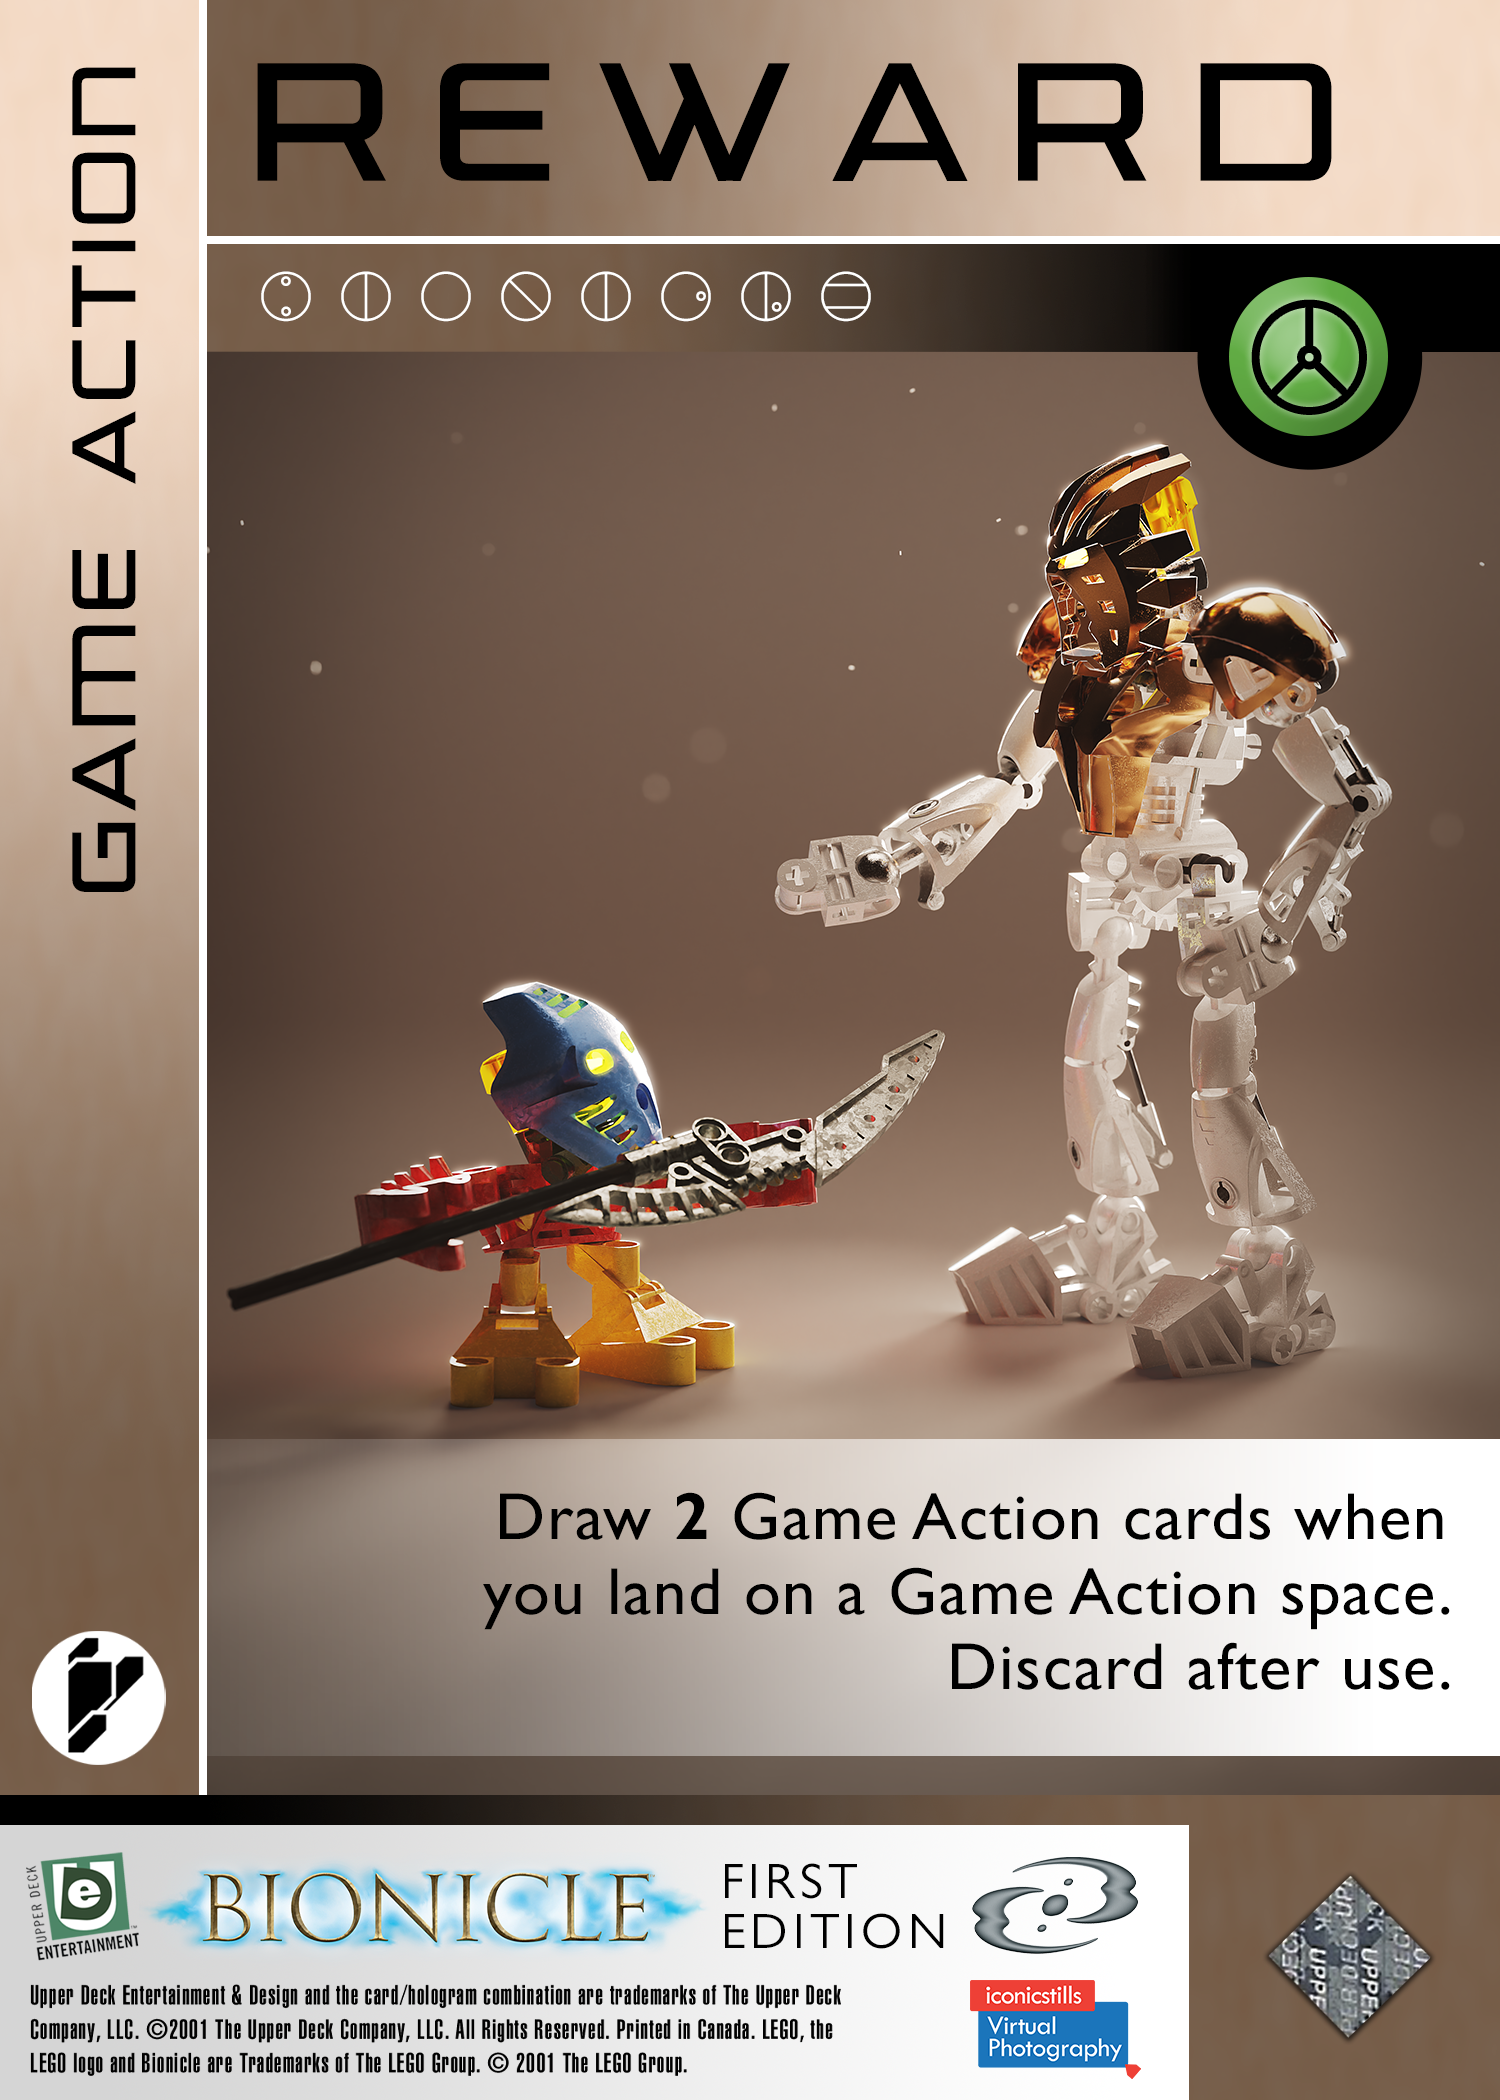 REWARD
GAME ACTION
Draw 2 Game Action cards when
you land on a Game Action space.
Discard after use.
UPPER DECK
e
ENTERTAINMENT
BIONICLE
FIRST
EDITION
Upper Deck Entertainment & Design and the card/hologram combination are trademarks of The Upper Deck
Company, LLC. ©2001 The Upper Deck Company, LLC. All Rights Reserved. Printed in Canada. LEGO, the
LEGO logo and Bionicle are Trademarks of The LEGO Group. © 2001 The LEGO Group.
iconicstills
Virtual
Photography